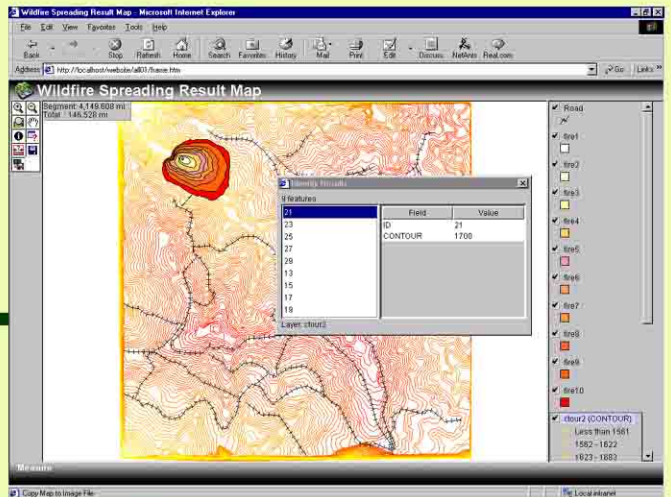 Wildfire Spreading Result Map - Microsoft Internet Explorer
File Edit View Favorites Tools Help
Back Stop Refresh Home Search Favorites History Mail Print Edit Discuss NetAnts Real.com
Address http://localhost/website/all01/frame.htm Go Links »
Wildfire Spreading Result Map
Segment: 4,149.608 mi
Total : 146.528 mi
Identify Results
9 features
21
23
25
27
29
13
15
17
19
Field Value
ID 21
CONTOUR 1700
Layer: ctour2
Road
fire1
fire2
fire3
fire4
fire5
fire6
fire7
fire8
fire9
fire10
ctour2 (CONTOUR)
Less than 1561
1562 - 1622
1623 - 1683
Measure
Copy Map to Image File
Local intranet